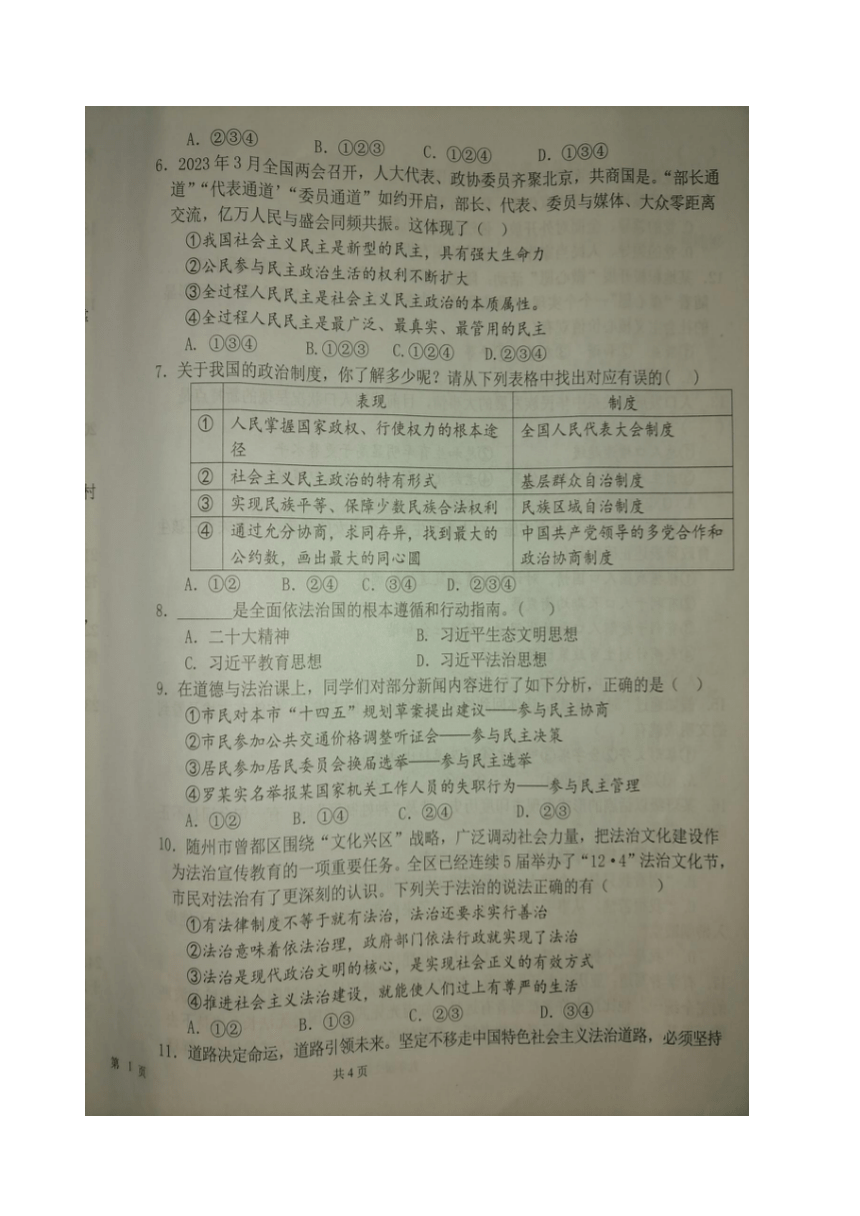 A. ②③④ B. ①②③ C. ①②④ D. ①③④
6. 2023年3月全国两会召开，人大代表、政协委员齐聚北京，共商国是。“部长通
道”“代表通道’“委员通道”如约开启，部长、代表、委员与媒体、大众零距离
交流，亿万人民与盛会同频共振。这体现了（ ）
①我国社会主义民主是新型的民主，具有强大生命力
②公民参与民主政治生活的权利不断扩大
③全过程人民民主是社会主义民主政治的本质属性。
④全过程人民民主是最广泛、最真实、最管用的民主
A. ①③④ B.①②③ C.①②④ D.②③④
7. 关于我国的政治制度，你了解多少呢？请从下列表格中找出对应有误的( )
表现 制度
① 人民掌握国家政权、行使权力的根本途 全国人民代表大会制度
径
② 社会主义民主政治的特有形式 基层群众自治制度
③ 实现民族平等、保障少数民族合法权利 民族区域自治制度
④ 通过允分协商，求同存异，找到最大的 中国共产党领导的多党合作和
公约数，画出最大的同心圆 政治协商制度
A. ①② B. ②④ C. ③④ D. ②③④
8. ______是全面依法治国的根本遵循和行动指南。( )
A. 二十大精神 B. 习近平生态文明思想
C. 习近平教育思想 D. 习近平法治思想
9. 在道德与法治课上，同学们对部分新闻内容进行了如下分析，正确的是（ ）
①市民对本市“十四五”规划草案提出建议——参与民主协商
②市民参加公共交通价格调整听证会——参与民主决策
③居民参加居民委员会换届选举——参与民主选举
④罗某实名举报某国家机关工作人员的失职行为——参与民主管理
A. ①② B. ①④ C. ②④ D. ②③
10. 随州市曾都区围绕“文化兴区”战略，广泛调动社会力量，把法治文化建设作
为法治宣传教育的一项重要任务。全区已经连续5届举办了“12·4”法治文化节，
市民对法治有了更深刻的认识。下列关于法治的说法正确的有（ ）
①有法律制度不等于就有法治，法治还要求实行善治
②法治意味着依法治理，政府部门依法行政就实现了法治
③法治是现代政治文明的核心，是实现社会正义的有效方式
④推进社会主义法治建设，就能使人们过上有尊严的生活
A. ①② B. ①③ C. ②③ D. ③④
11. 道路决定命运，道路引领未来。坚定不移走中国特色社会主义法治道路，必须坚持
第 1 页 共4页
村